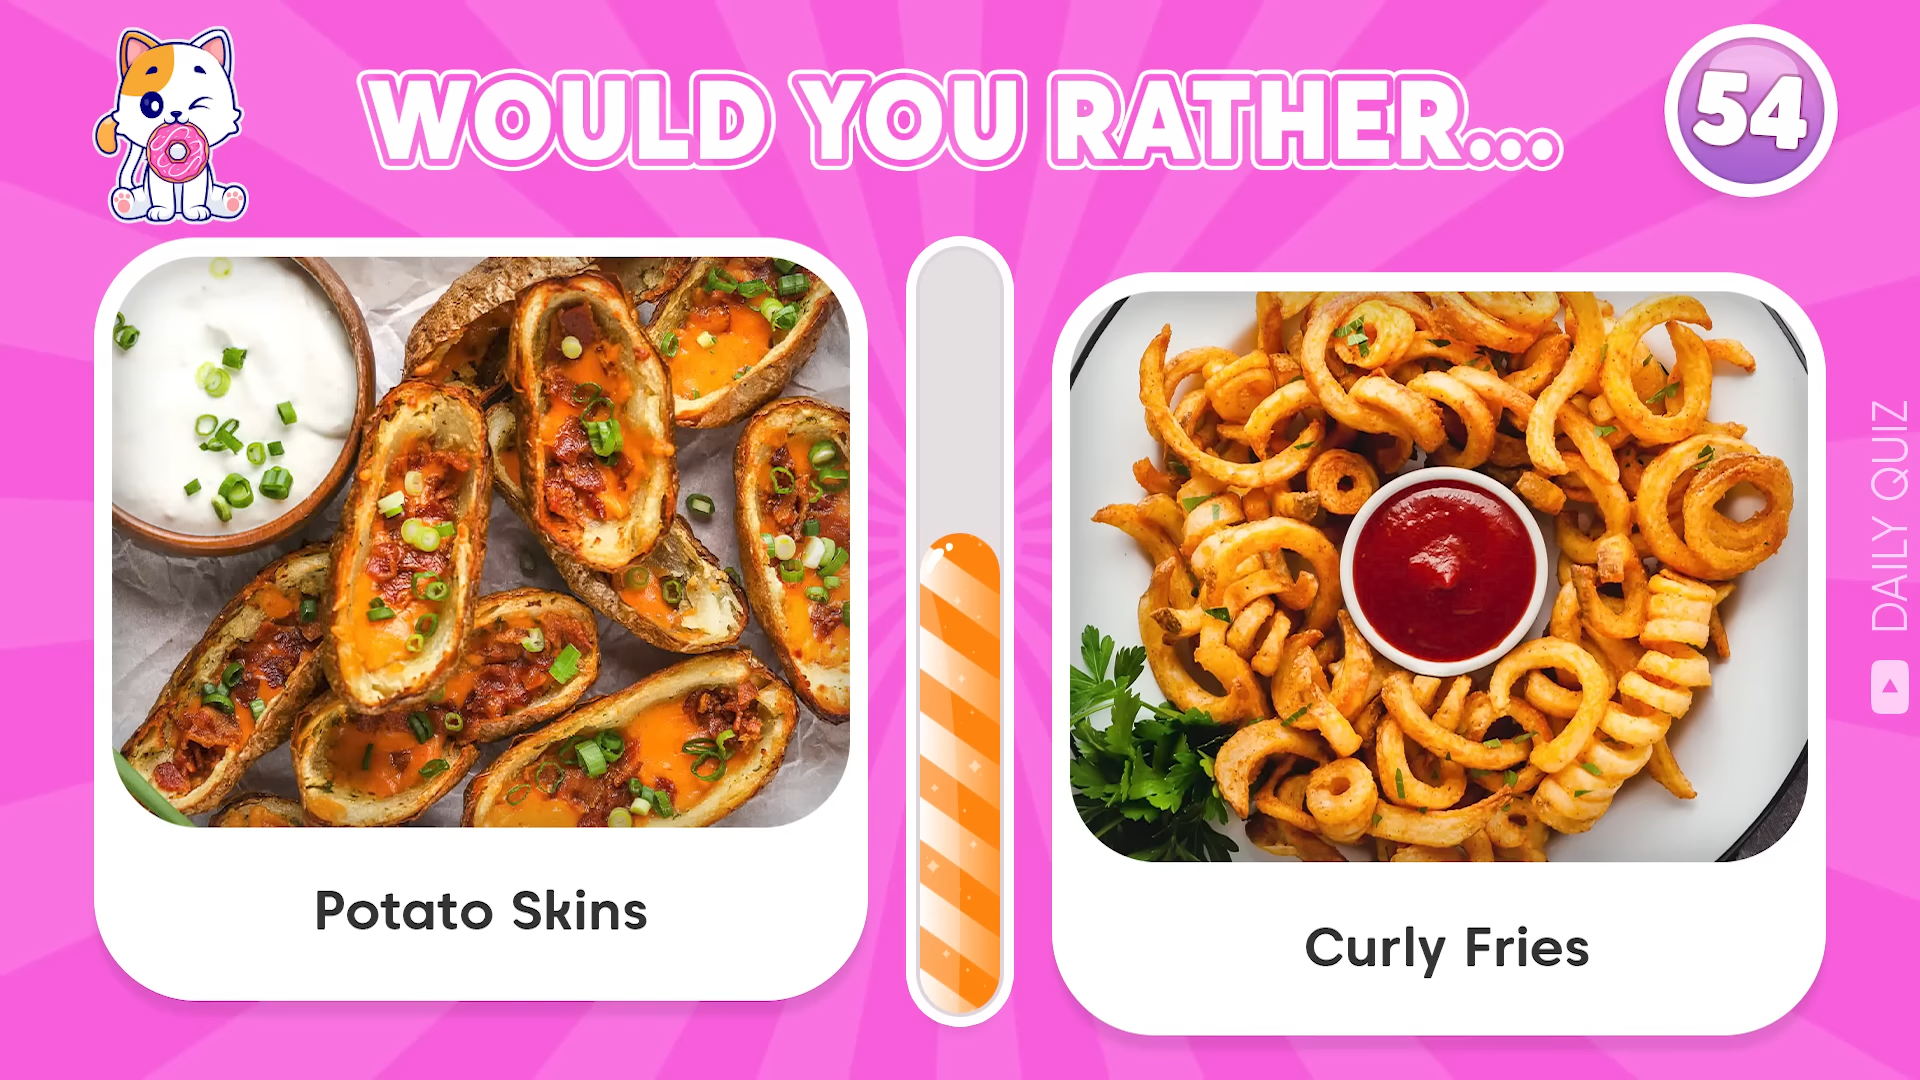 WOULD YOU RATHER...
54
Potato Skins
Curly Fries
DAILY QUIZ